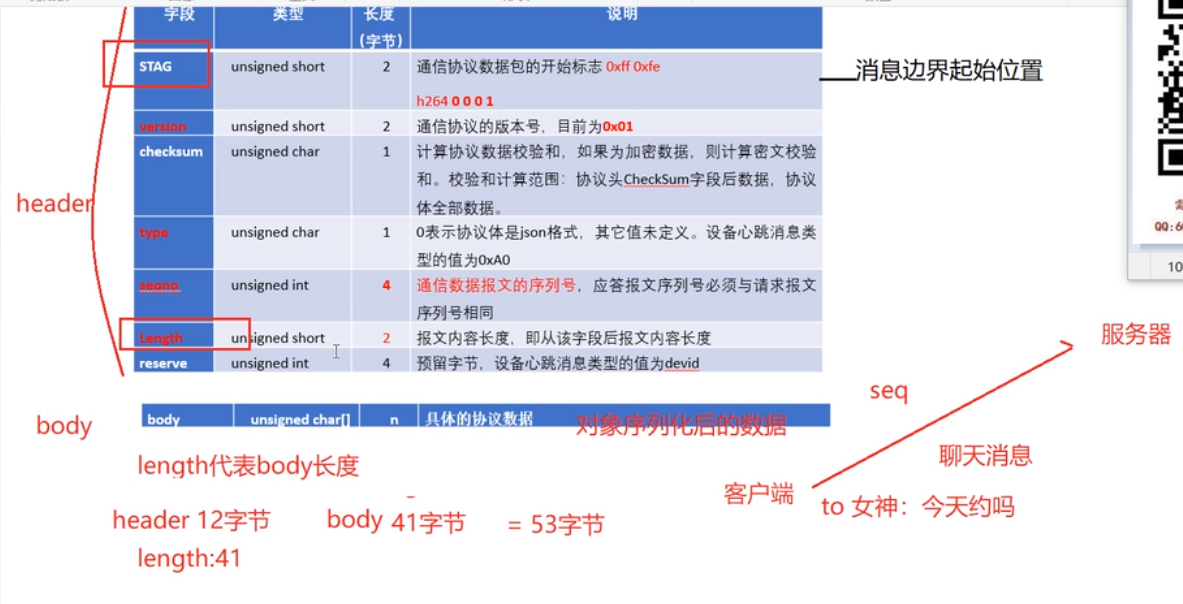 字段 类型 长度 说明
(字节)
STAG unsigned short 2 通信协议数据包的开始标志 0xff 0xfe
h264 0 0 0 1
消息边界起始位置
version unsigned short 2 通信协议的版本号，目前为0x01
checksum unsigned char 1 计算协议数据校验和，如果为加密数据，则计算密文校验
和。校验和计算范围：协议头CheckSum字段后数据，协议
体全部数据。
header
type unsigned char 1 0表示协议体是json格式，其它值未定义。设备心跳消息类
型的值为0xA0
seqno unsigned int 4 通信数据报文的序列号，应答报文序列号必须与请求报文
序列号相同
Length unsigned short 2 报文内容长度，即从该字段后报文内容长度
reserve unsigned int 4 预留字节，设备心跳消息类型的值为devid
服务器
seq
body
body unsigned char[] n 具体的协议数据 对象序列化后的数据
length代表body长度
聊天消息
客户端
to 女神：今天约吗
header 12字节 body 41字节 = 53字节
length:41
10